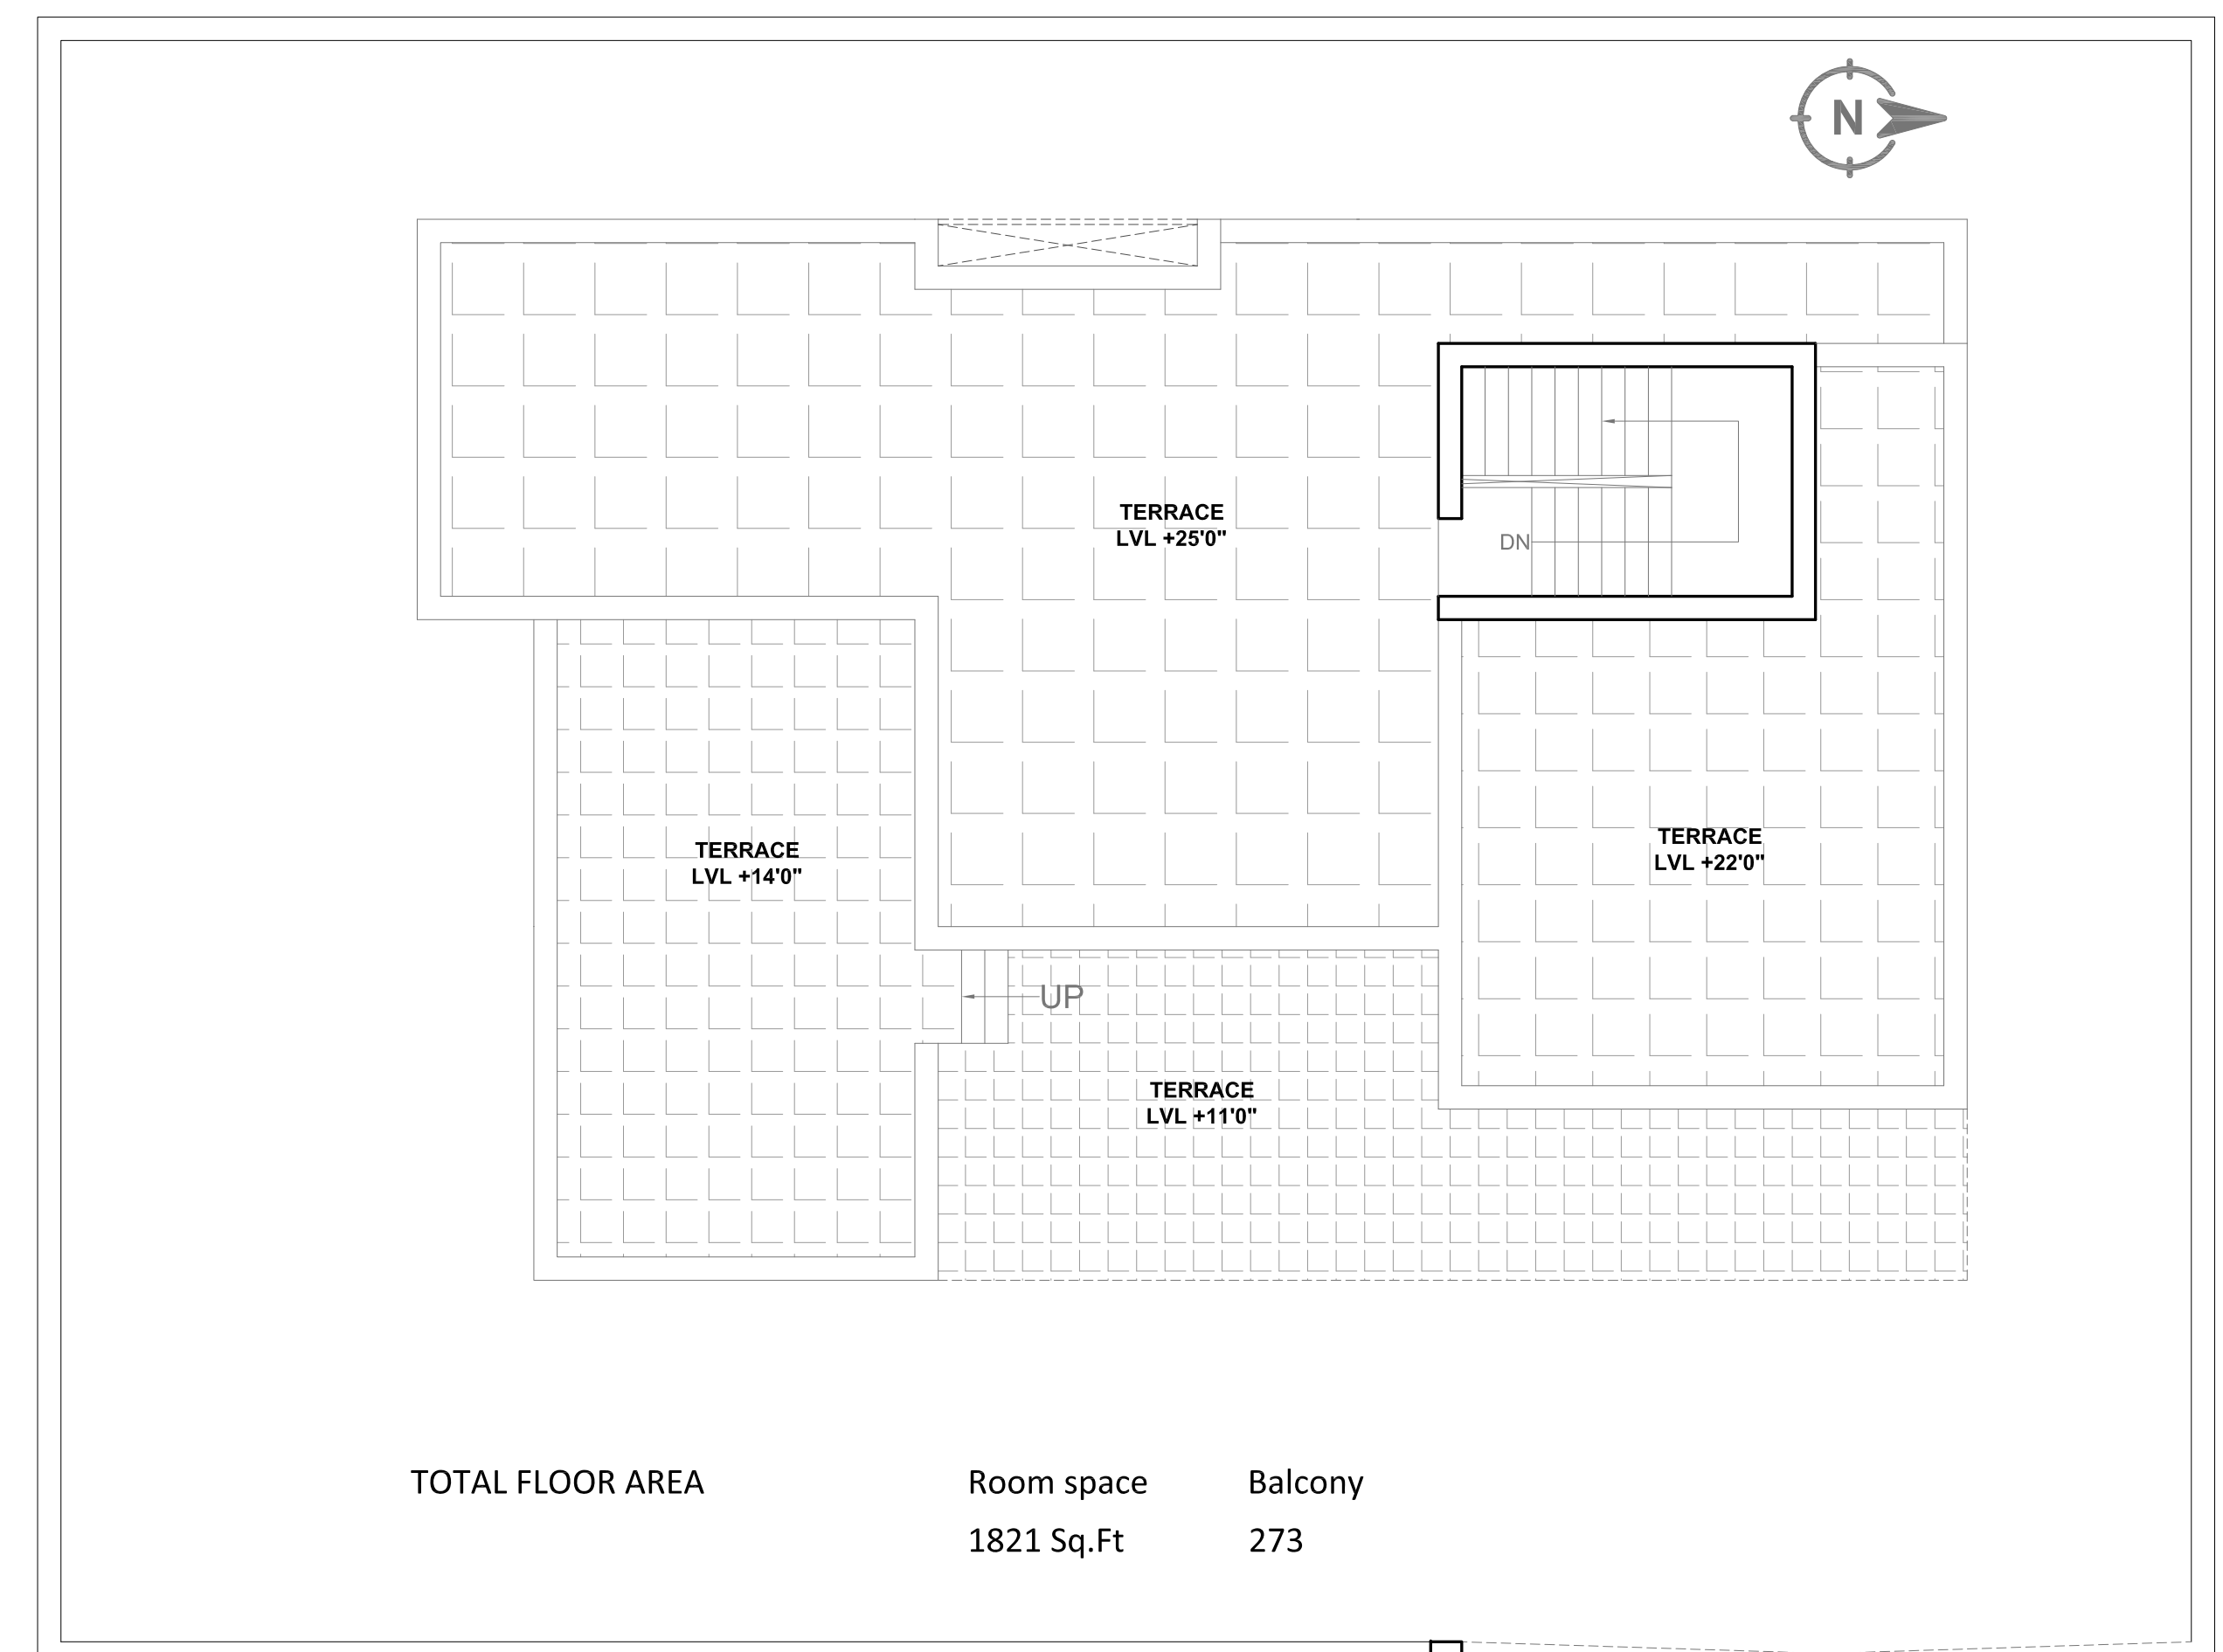 N
TERRACE
LVL +25'0"
DN
TERRACE
LVL +14'0"
TERRACE
LVL +22'0"
UP
TERRACE
LVL +11'0"
TOTAL FLOOR AREA Room space Balcony
1821 Sq.Ft 273